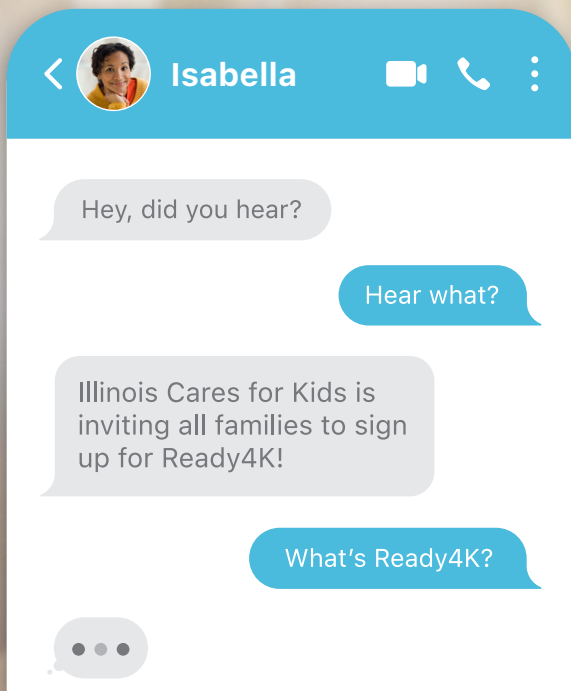 Isabella
Hey, did you hear?
Hear what?
Illinois Cares for Kids is
inviting all families to sign
up for Ready4K!
What’s Ready4K?